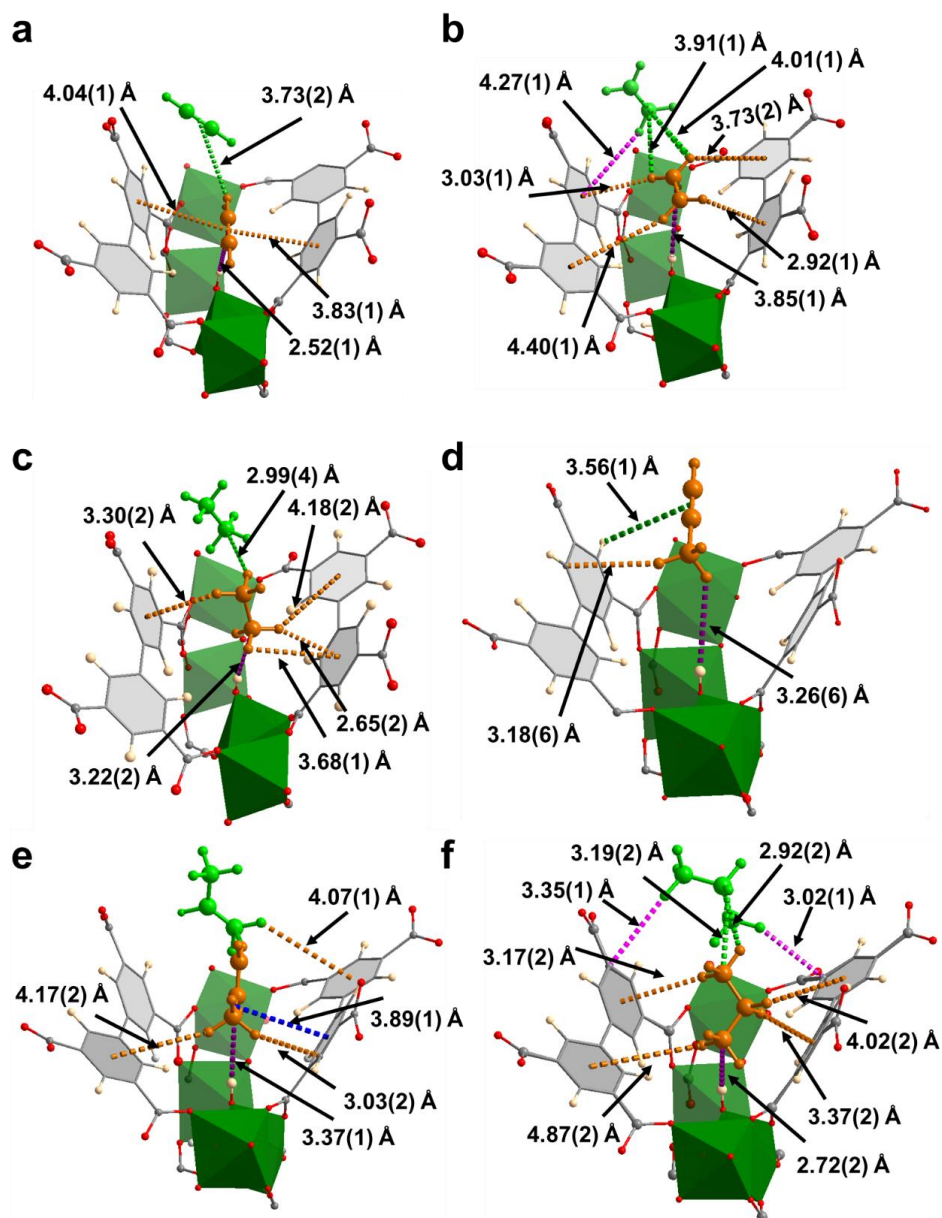 a
4.04(1) Å
3.73(2) Å
3.83(1) Å
2.52(1) Å
b
3.91(1) Å
4.27(1) Å
4.01(1) Å
3.73(2) Å
3.03(1) Å
2.92(1) Å
3.85(1) Å
4.40(1) Å
c
2.99(4) Å
3.30(2) Å
4.18(2) Å
2.65(2) Å
3.68(1) Å
3.22(2) Å
d
3.56(1) Å
3.26(6) Å
3.18(6) Å
e
4.07(1) Å
4.17(2) Å
3.89(1) Å
3.03(2) Å
3.37(1) Å
f
3.19(2) Å
2.92(2) Å
3.35(1) Å
3.02(1) Å
3.17(2) Å
4.02(2) Å
4.87(2) Å
3.37(2) Å
2.72(2) Å